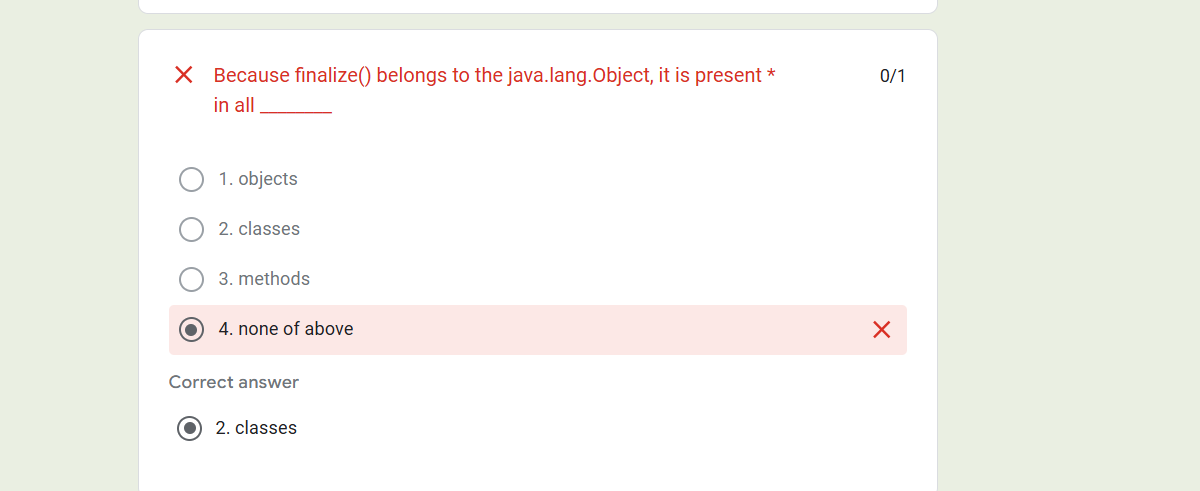 Because finalize() belongs to the java.lang.Object, it is present *
0/1
in all ________
1. objects
2. classes
3. methods
4. none of above
Correct answer
2. classes